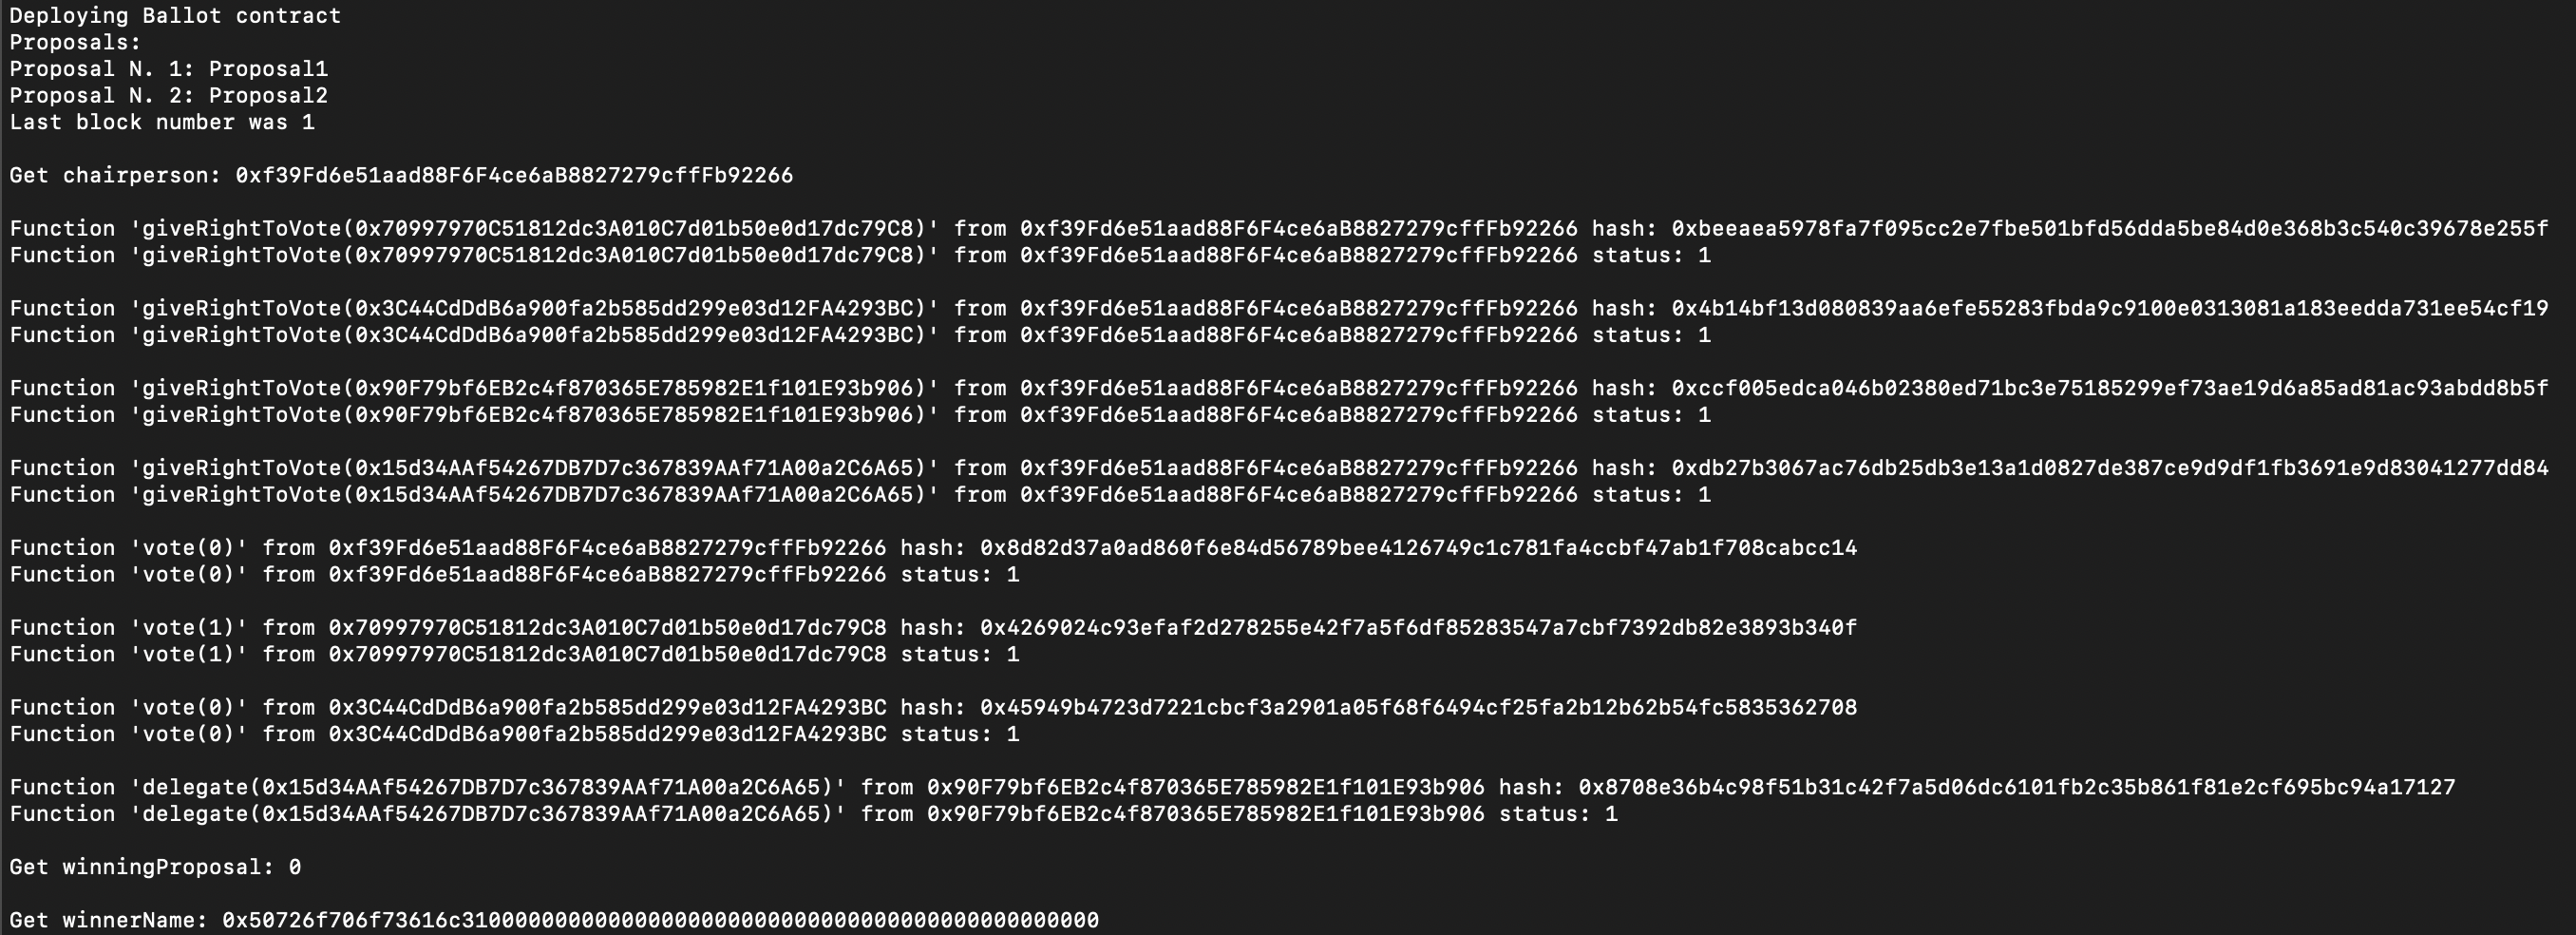 Deploying Ballot contract
Proposals:
Proposal N. 1: Proposal1
Proposal N. 2: Proposal2
Last block number was 1
Get chairperson: 0xf39Fd6e51aad88F6F4ce6aB8827279cffFb92266
Function 'giveRightToVote(0x70997970C51812dc3A010C7d01b50e0d17dc79C8)' from 0xf39Fd6e51aad88F6F4ce6aB8827279cffFb92266 hash: 0xbeeaea5978fa7f095cc2e7fbe501bfd56dda5be84d0e368b3c540c39678e255f
Function 'giveRightToVote(0x70997970C51812dc3A010C7d01b50e0d17dc79C8)' from 0xf39Fd6e51aad88F6F4ce6aB8827279cffFb92266 status: 1
Function 'giveRightToVote(0x3C44CdDdB6a900fa2b585dd299e03d12FA4293BC)' from 0xf39Fd6e51aad88F6F4ce6aB8827279cffFb92266 hash: 0x4b14bf13d080839aa6efe55283fbda9c9100e0313081a183eedda731ee54cf19
Function 'giveRightToVote(0x3C44CdDdB6a900fa2b585dd299e03d12FA4293BC)' from 0xf39Fd6e51aad88F6F4ce6aB8827279cffFb92266 status: 1
Function 'giveRightToVote(0x90F79bf6EB2c4f870365E785982E1f101E93b906)' from 0xf39Fd6e51aad88F6F4ce6aB8827279cffFb92266 hash: 0xccf005edca046b02380ed71bc3e75185299ef73ae19d6a85ad81ac93abdd8b5f
Function 'giveRightToVote(0x90F79bf6EB2c4f870365E785982E1f101E93b906)' from 0xf39Fd6e51aad88F6F4ce6aB8827279cffFb92266 status: 1
Function 'giveRightToVote(0x15d34AAf54267DB7D7c367839AAf71A00a2C6A65)' from 0xf39Fd6e51aad88F6F4ce6aB8827279cffFb92266 hash: 0xdb27b3067ac76db25db3e13a1d0827de387ce9d9df1fb3691e9d83041277dd84
Function 'giveRightToVote(0x15d34AAf54267DB7D7c367839AAf71A00a2C6A65)' from 0xf39Fd6e51aad88F6F4ce6aB8827279cffFb92266 status: 1
Function 'vote(0)' from 0xf39Fd6e51aad88F6F4ce6aB8827279cffFb92266 hash: 0x8d82d37a0ad860f6e84d56789bee4126749c1c781fa4ccbf47ab1f708cabcc14
Function 'vote(0)' from 0xf39Fd6e51aad88F6F4ce6aB8827279cffFb92266 status: 1
Function 'vote(1)' from 0x70997970C51812dc3A010C7d01b50e0d17dc79C8 hash: 0x4269024c93efaf2d278255e42f7a5f6df85283547a7cbf7392db82e3893b340f
Function 'vote(1)' from 0x70997970C51812dc3A010C7d01b50e0d17dc79C8 status: 1
Function 'vote(0)' from 0x3C44CdDdB6a900fa2b585dd299e03d12FA4293BC hash: 0x45949b4723d7221cbcf3a2901a05f68f6494cf25fa2b12b62b54fc5835362708
Function 'vote(0)' from 0x3C44CdDdB6a900fa2b585dd299e03d12FA4293BC status: 1
Function 'delegate(0x15d34AAf54267DB7D7c367839AAf71A00a2C6A65)' from 0x90F79bf6EB2c4f870365E785982E1f101E93b906 hash: 0x8708e36b4c98f51b31c42f7a5d06dc6101fb2c35b861f81e2cf695bc94a17127
Function 'delegate(0x15d34AAf54267DB7D7c367839AAf71A00a2C6A65)' from 0x90F79bf6EB2c4f870365E785982E1f101E93b906 status: 1
Get winningProposal: 0
Get winnerName: 0x50726f706f73616c310000000000000000000000000000000000000000000000